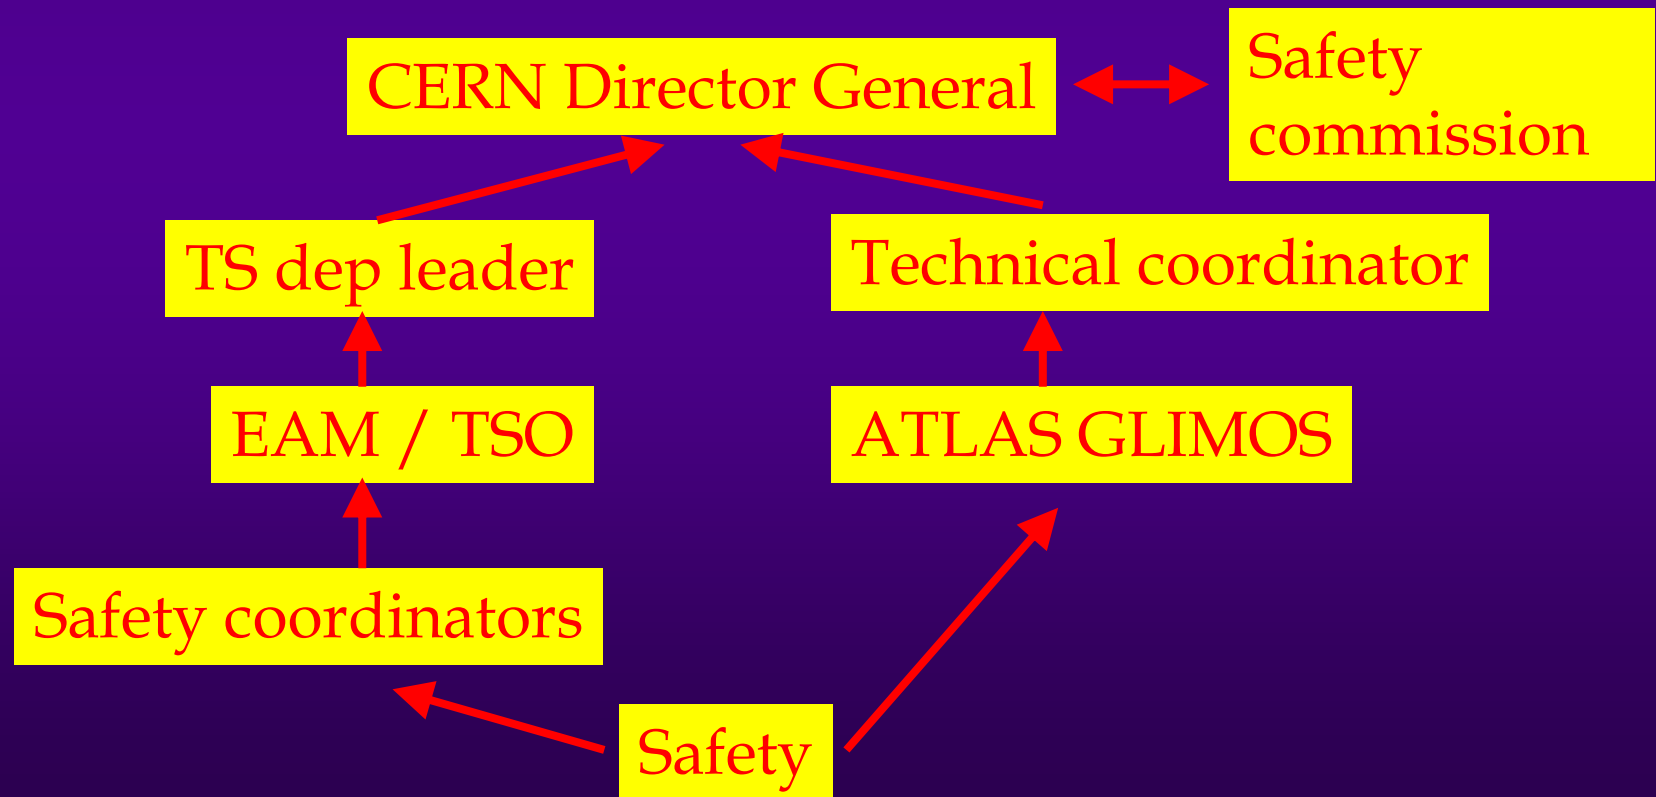 CERN Director General
Safety
commission
TS dep leader
Technical coordinator
EAM / TSO
ATLAS GLIMOS
Safety coordinators
Safety